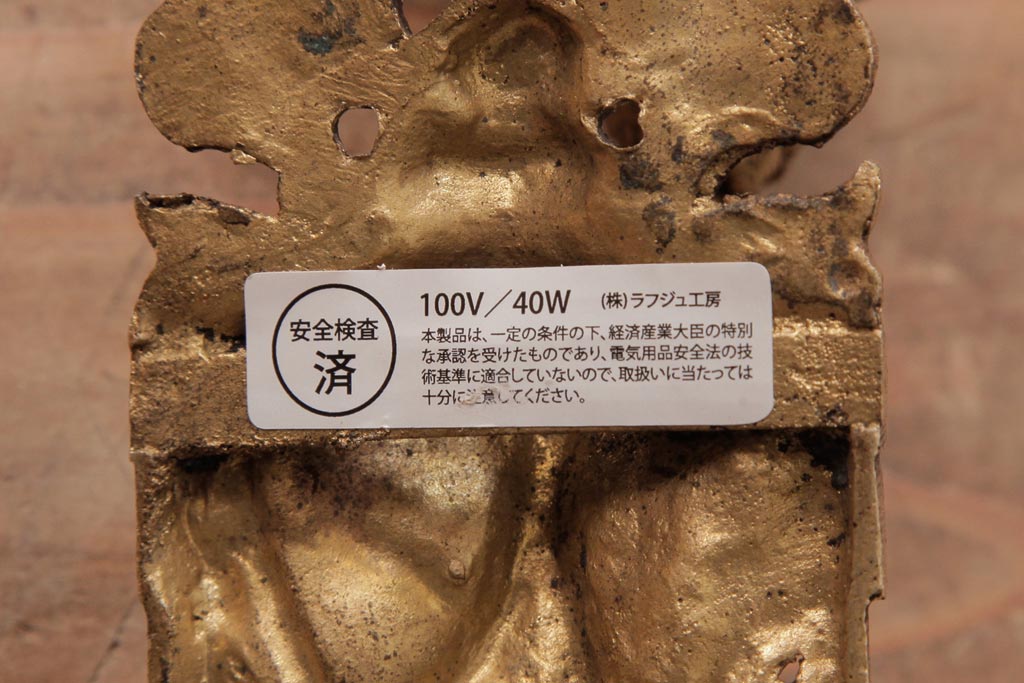 安全検査
済
100V／40W （株）ラフジュ工房
本製品は、一定の条件の下、経済産業大臣の特別
な承認を受けたものであり、電気用品安全法の技
術基準に適合していないので、取扱いに当たっては
十分に注意してください。